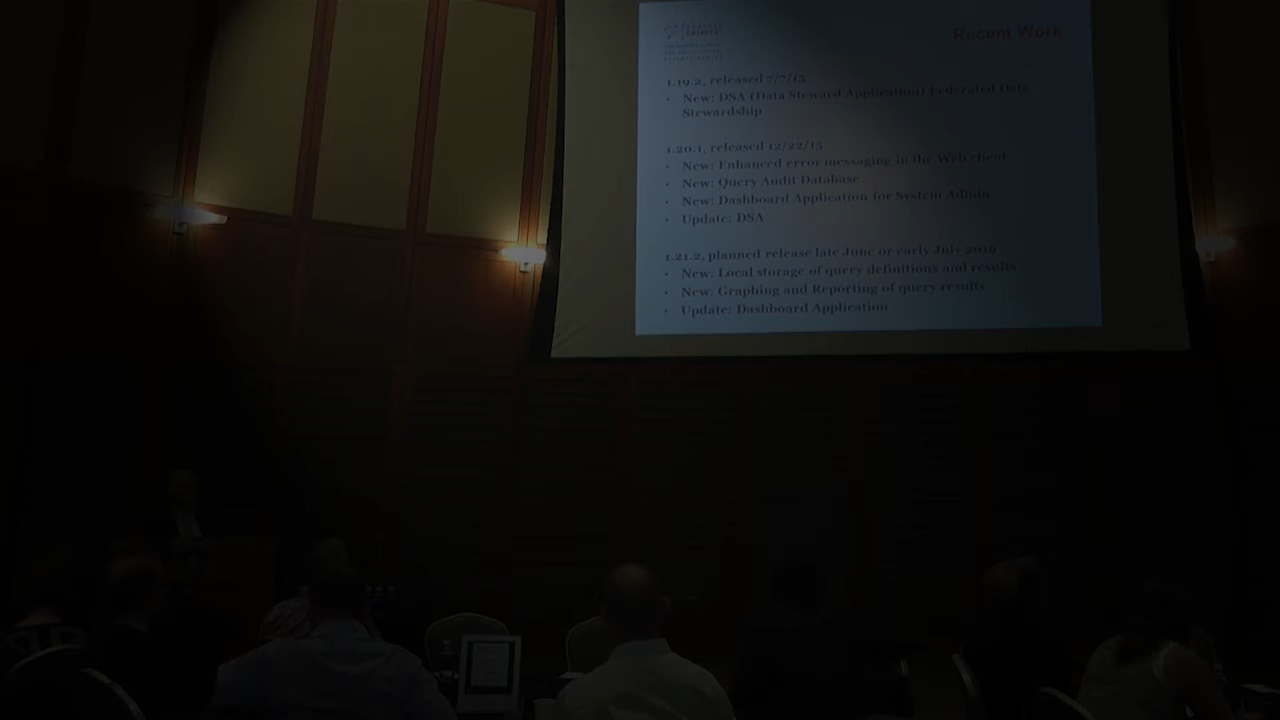 Recent Work
1.19.2, released 7/7/15
• New: DSA (Data Steward Application) Federated Data
Stewardship
1.20.1, released 12/22/15
• New: Enhanced error messaging in the Web client
• New: Query Audit Database
• New: Dashboard Application for System Admin
• Update: DSA
1.21.2, planned release late June or early July 2016
• New: Local storage of query definitions and results
• New: Graphing and Reporting of query results
• Update: Dashboard Application